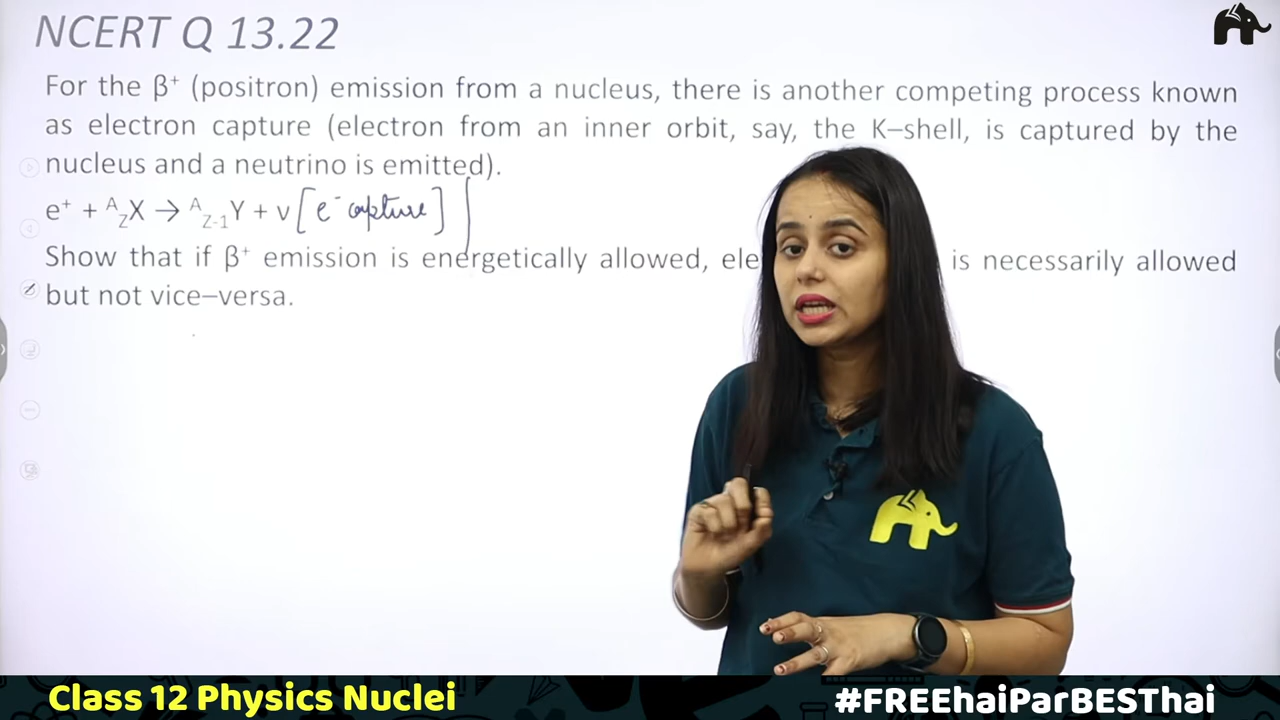 NCERT Q 13.22
For the β⁺ (positron) emission from a nucleus, there is another competing process known
as electron capture (electron from an inner orbit, say, the K–shell, is captured by the
nucleus and a neutrino is emitted).
e⁺ + ᴬ_ZX → ᴬ_Z-1Y + ν [e⁻ capture]
Show that if β⁺ emission is energetically allowed, ele is necessarily allowed
but not vice–versa.
Class 12 Physics Nuclei
#FREEhaiParBESThai